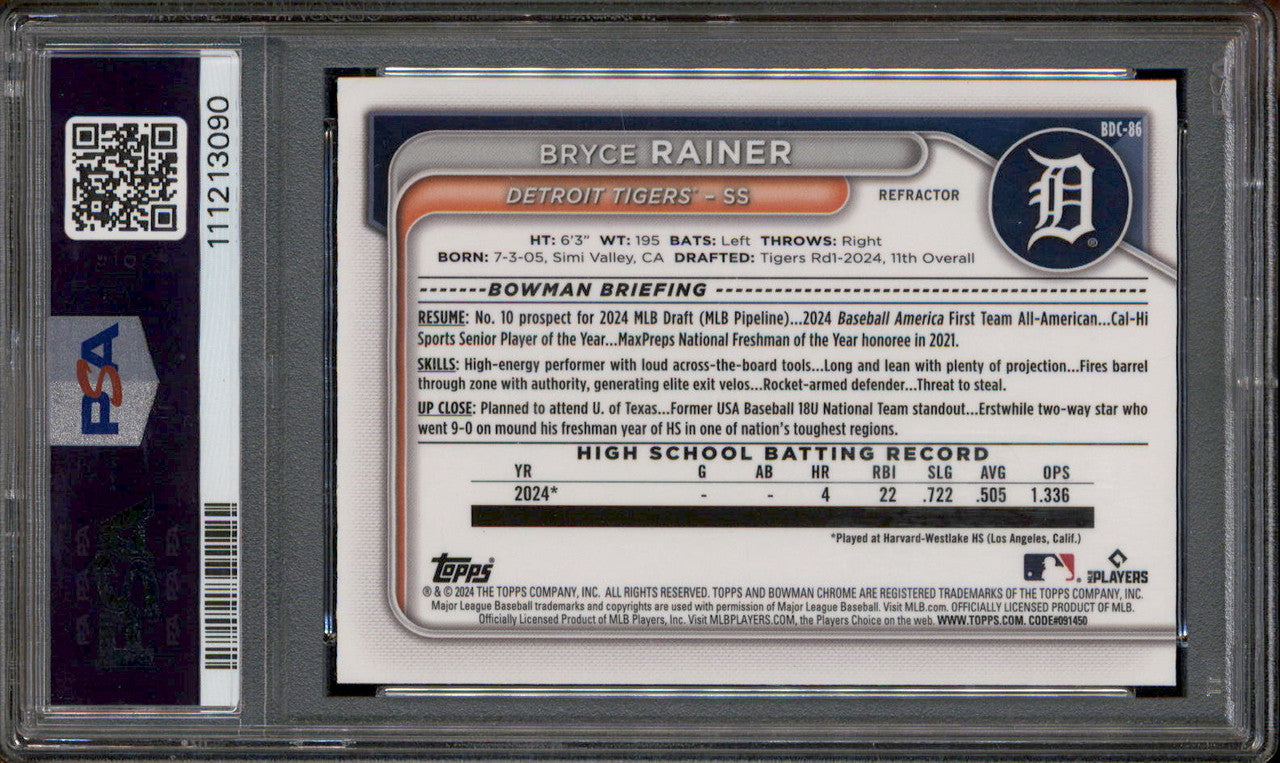 111213090
PSA
BDC-86
BRYCE RAINER
DETROIT TIGERS® – SS
REFRACTOR
D
HT: 6'3" WT: 195 BATS: Left THROWS: Right
BORN: 7-3-05, Simi Valley, CA DRAFTED: Tigers Rd1-2024, 11th Overall
BOWMAN BRIEFING
RESUME: No. 10 prospect for 2024 MLB Draft (MLB Pipeline)...2024 Baseball America First Team All-American...Cal-Hi
Sports Senior Player of the Year...MaxPreps National Freshman of the Year honoree in 2021.
SKILLS: High-energy performer with loud across-the-board tools...Long and lean with plenty of projection...Fires barrel
through zone with authority, generating elite exit velos...Rocket-armed defender...Threat to steal.
UP CLOSE: Planned to attend U. of Texas...Former USA Baseball 18U National Team standout...Erstwhile two-way star who
went 9-0 on mound his freshman year of HS in one of nation's toughest regions.
HIGH SCHOOL BATTING RECORD
YR G AB HR RBI SLG AVG OPS
2024* - - 4 22 .722 .505 1.336
*Played at Harvard-Westlake HS (Los Angeles, Calif.)
Topps
PLAYERS
® & © 2024 THE TOPPS COMPANY, INC. ALL RIGHTS RESERVED. TOPPS AND BOWMAN CHROME ARE REGISTERED TRADEMARKS OF THE TOPPS COMPANY, INC.
Major League Baseball trademarks and copyrights are used with permission of Major League Baseball. Visit MLB.com. OFFICIALLY LICENSED PRODUCT OF MLB.
Officially Licensed Product of MLB Players, Inc. Visit MLBPLAYERS.COM, the Players Choice on the web. WWW.TOPPS.COM. CODE#091450